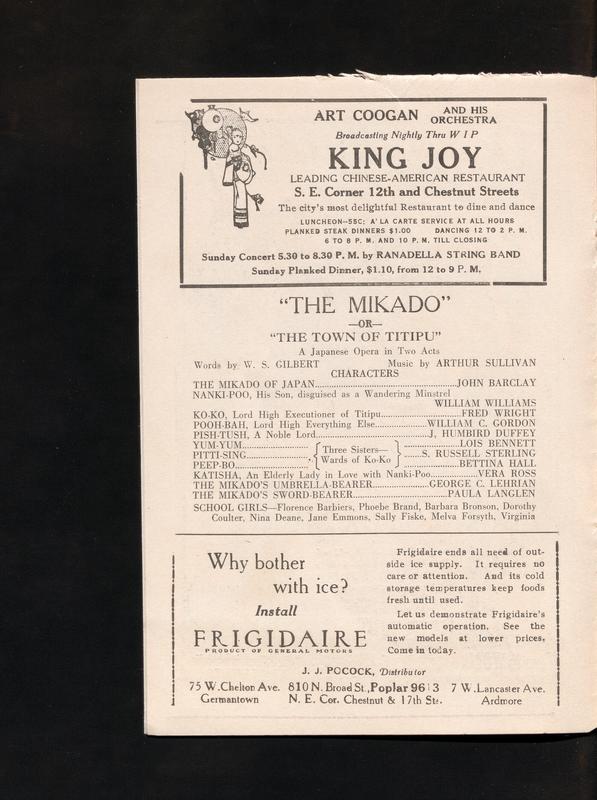 ART COOGAN AND HIS ORCHESTRA
Broadcasting Nightly Thru W I P
KING JOY
LEADING CHINESE-AMERICAN RESTAURANT
S. E. Corner 12th and Chestnut Streets
The city's most delightful Restaurant to dine and dance
LUNCHEON--55C; A' LA CARTE SERVICE AT ALL HOURS
PLANKED STEAK DINNERS $1.00 DANCING 12 TO 2 P. M.
6 TO 8 P. M. AND 10 P. M. TILL CLOSING
Sunday Concert 5.30 to 8.30 P. M. by RANADELLA STRING BAND
Sunday Planked Dinner, $1.10, from 12 to 9 P. M.
"THE MIKADO"
—OR—
"THE TOWN OF TITIPU"
A Japanese Opera in Two Acts
Words by W. S. GILBERT Music by ARTHUR SULLIVAN
CHARACTERS
THE MIKADO OF JAPAN..........JOHN BARCLAY
NANKI-POO, His Son, disguised as a Wandering Minstrel
WILLIAM WILLIAMS
KO-KO, Lord High Executioner of Titipu..........FRED WRIGHT
POOH-BAH, Lord High Everything Else..........WILLIAM C. GORDON
PISH-TUSH, A Noble Lord..........J. HUMBIRD DUFFEY
YUM-YUM..........LOIS BENNETT
PITTI-SING.......... { Three Sisters— Wards of Ko-Ko } ..........S. RUSSELL STERLING
PEEP-BO..........BETTINA HALL
KATISHA, An Elderly Lady in Love with Nanki-Poo..........VERA ROSS
THE MIKADO'S UMBRELLA-BEARER..........GEORGE C. LEHRIAN
THE MIKADO'S SWORD-BEARER..........PAULA LANGLEN
SCHOOL GIRLS—Florence Barbiers, Phoebe Brand, Barbara Bronson, Dorothy
Coulter, Nina Deane, Jane Emmons, Sally Fiske, Melva Forsyth, Virginia
Why bother
with ice?
Install
FRIGIDAIRE
PRODUCT OF GENERAL MOTORS
Frigidaire ends all need of out-
side ice supply. It requires no
care or attention. And its cold
storage temperatures keep foods
fresh until used.
Let us demonstrate Frigidaire's
automatic operation. See the
new models at lower prices.
Come in today.
J. J. POCOCK, Distributor
75 W. Chelton Ave. 810 N. Broad St., Poplar 9613 7 W. Lancaster Ave.
Germantown N. E. Cor. Chestnut & 17th Sts. Ardmore